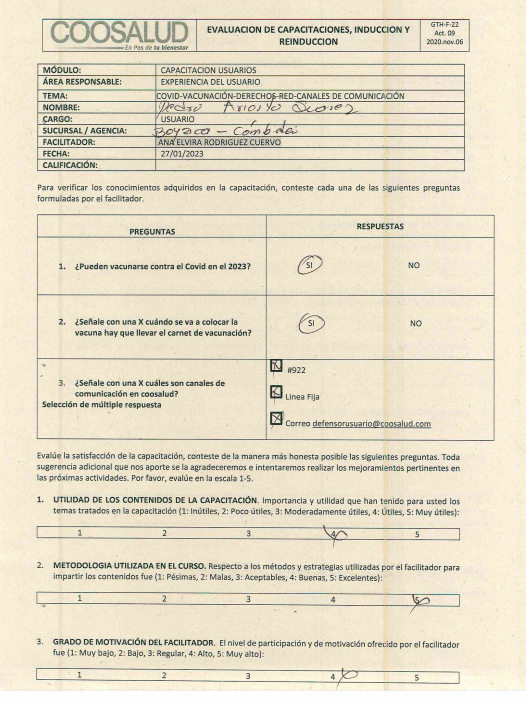 COOSALUD
En Pos de tu bienestar
EVALUACION DE CAPACITACIONES, INDUCCION Y
REINDUCCION
GTH-F-22
Act. 09
2020.nov.06
MÓDULO: CAPACITACION USUARIOS
ÁREA RESPONSABLE: EXPERIENCIA DEL USUARIO
TEMA: COVID-VACUNACIÓN-DERECHOS-RED-CANALES DE COMUNICACIÓN
NOMBRE: Pedro Ariosto Suarez
CARGO: USUARIO
SUCURSAL / AGENCIA: Boyaca - Cómbita
FACILITADOR: ANA ELVIRA RODRIGUEZ CUERVO
FECHA: 27/01/2023
CALIFICACIÓN:
Para verificar los conocimientos adquiridos en la capacitación, conteste cada una de las siguientes preguntas
formuladas por el facilitador.
PREGUNTAS RESPUESTAS
1. ¿Pueden vacunarse contra el Covid en el 2023? SI NO
2. ¿Señale con una X cuándo se va a colocar la
vacuna hay que llevar el carnet de vacunación? SI NO
3. ¿Señale con una X cuáles son canales de
comunicación en coosalud?
Selección de múltiple respuesta
X #922
X Linea Fija
X Correo defensorusuario@coosalud.com
Evalúe la satisfacción de la capacitación, conteste de la manera más honesta posible las siguientes preguntas. Toda
sugerencia adicional que nos aporte se la agradeceremos e intentaremos realizar los mejoramientos pertinentes en
las próximas actividades. Por favor, evalúe en la escala 1-5.
1. UTILIDAD DE LOS CONTENIDOS DE LA CAPACITACIÓN. Importancia y utilidad que han tenido para usted los
temas tratados en la capacitación (1: Inútiles, 2: Poco útiles, 3: Moderadamente útiles, 4: Útiles, 5: Muy útiles):
1 2 3 4 5
2. METODOLOGIA UTILIZADA EN EL CURSO. Respecto a los métodos y estrategias utilizadas por el facilitador para
impartir los contenidos fue (1: Pésimas, 2: Malas, 3: Aceptables, 4: Buenas, 5: Excelentes):
1 2 3 4 5
3. GRADO DE MOTIVACIÓN DEL FACILITADOR. El nivel de participación y de motivación ofrecido por el facilitador
fue (1: Muy bajo, 2: Bajo, 3: Regular, 4: Alto, 5: Muy alto):
1 2 3 4 5